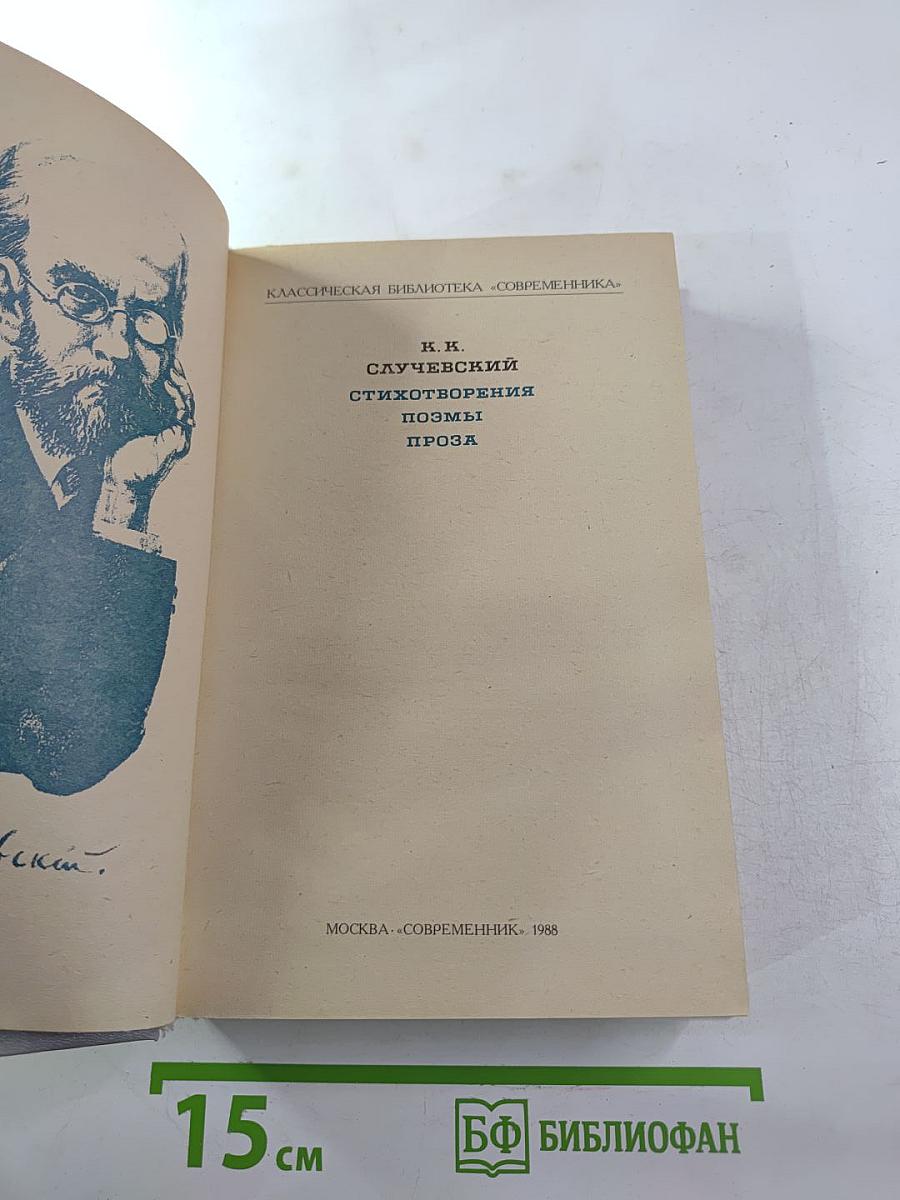 КЛАССИЧЕСКАЯ БИБЛИОТЕКА «СОВРЕМЕННИКА»
К. К.
СЛУЧЕВСКИЙ
СТИХОТВОРЕНИЯ
ПОЭМЫ
ПРОЗА
МОСКВА · «СОВРЕМЕННИК» 1988
15 см
БФ БИБЛИОФАН